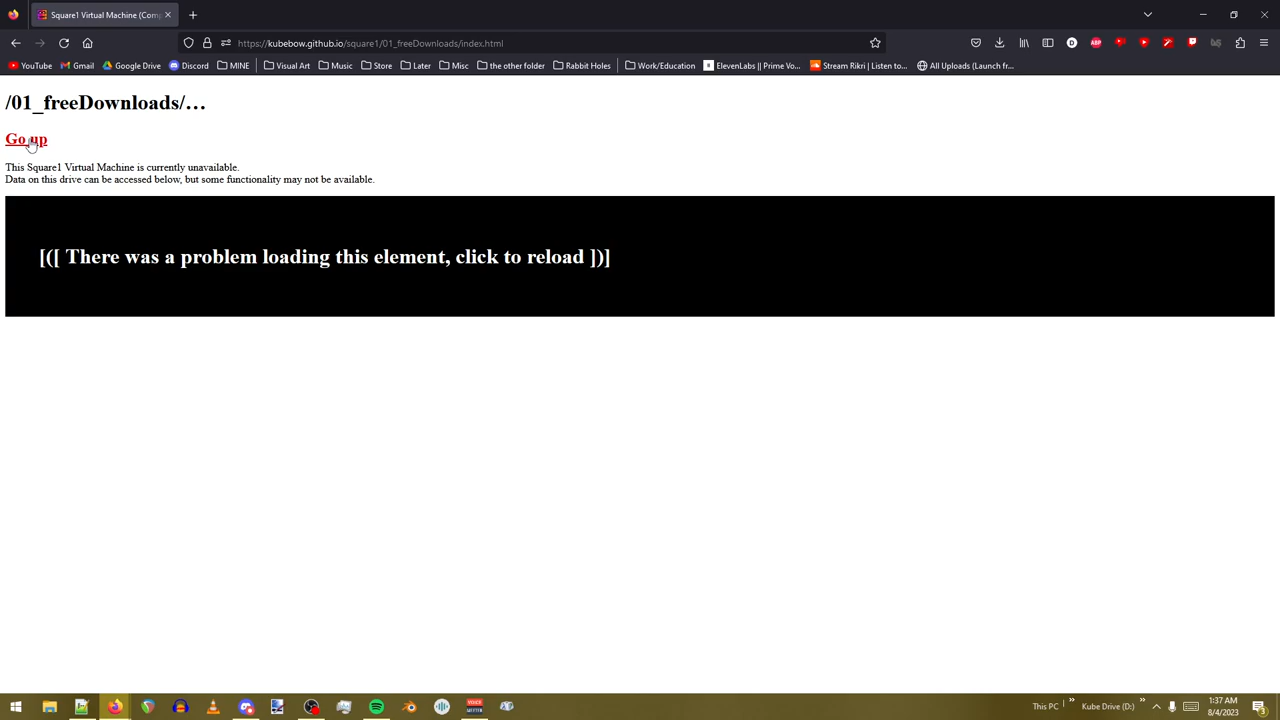 Square1 Virtual Machine (Comp
https://kubebow.github.io/square1/01_freeDownloads/index.html
YouTube Gmail Google Drive Discord MINE Visual Art Music Store Later Misc the other folder Rabbit Holes Work/Education ElevenLabs || Prime Vo... Stream Rikri | Listen to... All Uploads (Launch fr...
/01_freeDownloads/…
Go up
This Square1 Virtual Machine is currently unavailable.
Data on this drive can be accessed below, but some functionality may not be available.
[([ There was a problem loading this element, click to reload ])]
This PC » Kube Drive (D:) » 1:37 AM
8/4/2023